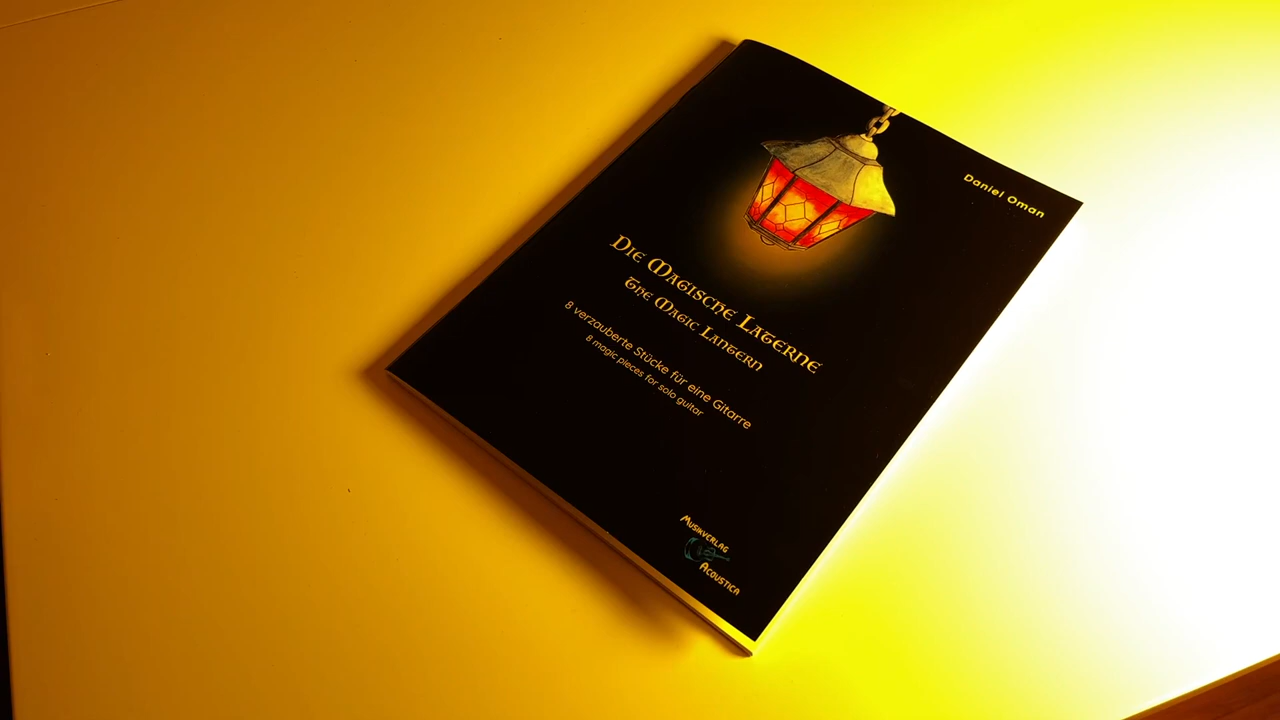 Daniel Oman
Die Magische Laterne
The Magic Lantern
8 verzauberte Stücke für eine Gitarre
8 magic pieces for solo guitar
Musikverlag
Acoustica